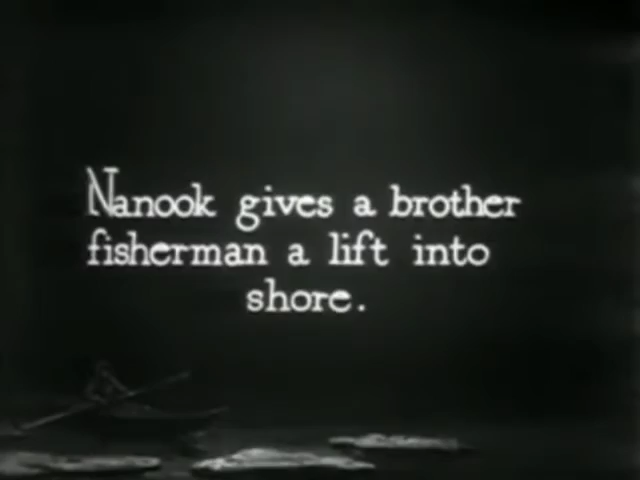 Nanook gives a brother
fisherman a lift into
shore.